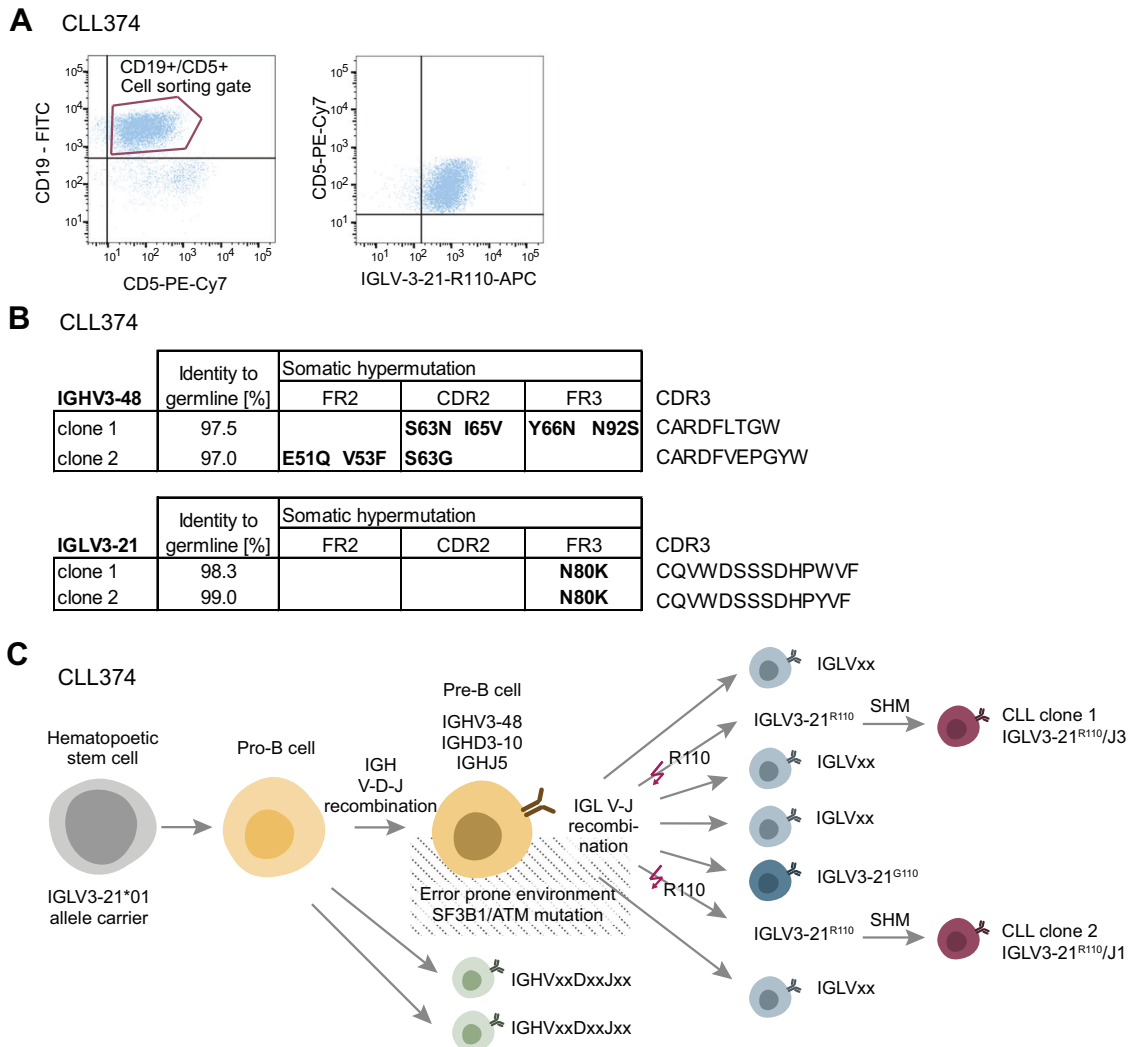 A CLL374
CD19+/CD5+
Cell sorting gate
CD19 - FITC
10⁵
10⁴
10³
10²
10¹
10¹ 10² 10³ 10⁴ 10⁵
CD5-PE-Cy7
CD5-PE-Cy7
10⁵
10⁴
10³
10²
10¹
10¹ 10² 10³ 10⁴ 10⁵
IGLV-3-21-R110-APC
B CLL374
IGHV3-48 Identity to germline [%] Somatic hypermutation
FR2 CDR2 FR3 CDR3
clone 1 97.5 S63N I65V Y66N N92S CARDFLTGW
clone 2 97.0 E51Q V53F S63G CARDFVEPGYW
IGLV3-21 Identity to germline [%] Somatic hypermutation
FR2 CDR2 FR3 CDR3
clone 1 98.3 N80K CQVWDSSSDHPWVF
clone 2 99.0 N80K CQVWDSSSDHPYVF
C CLL374
Hematopoetic
stem cell
IGLV3-21*01
allele carrier
Pro-B cell
IGH
V-D-J
recombination
Pre-B cell
IGHV3-48
IGHD3-10
IGHJ5
Error prone environment
SF3B1/ATM mutation
IGHVxxDxxJxx
IGHVxxDxxJxx
IGL V-J
recombi-
nation
R110
R110
IGLVxx
IGLV3-21ᴿ¹¹⁰ SHM CLL clone 1
IGLV3-21ᴿ¹¹⁰/J3
IGLVxx
IGLVxx
IGLV3-21ᴳ¹¹⁰
IGLV3-21ᴿ¹¹⁰ SHM CLL clone 2
IGLV3-21ᴿ¹¹⁰/J1
IGLVxx